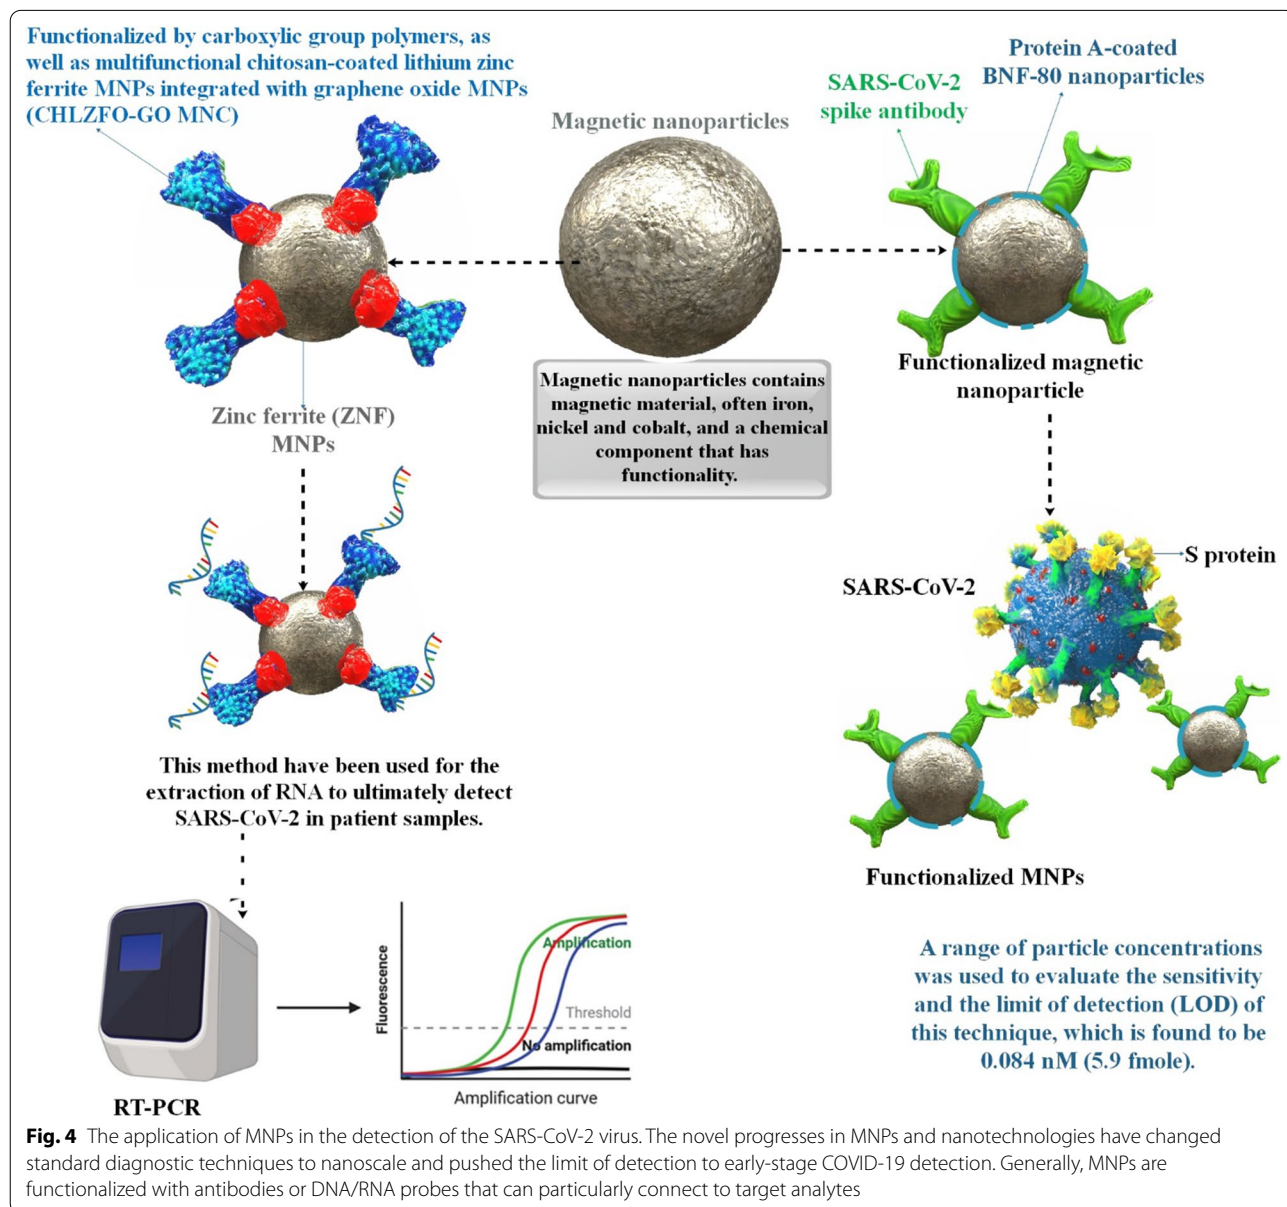 Functionalized by carboxylic group polymers, as
well as multifunctional chitosan-coated lithium zinc
ferrite MNPs integrated with graphene oxide MNPs
(CHLZFO-GO MNC)
Magnetic nanoparticles
SARS-CoV-2
spike antibody
Protein A-coated
BNF-80 nanoparticles
Magnetic nanoparticles contains
magnetic material, often iron,
nickel and cobalt, and a chemical
component that has
functionality.
Functionalized magnetic
nanoparticle
Zinc ferrite (ZNF)
MNPs
S protein
SARS-CoV-2
This method have been used for the
extraction of RNA to ultimately detect
SARS-CoV-2 in patient samples.
Functionalized MNPs
RT-PCR
Fluorescence
Amplification
Threshold
No amplification
Amplification curve
A range of particle concentrations
was used to evaluate the sensitivity
and the limit of detection (LOD) of
this technique, which is found to be
0.084 nM (5.9 fmole).
Fig. 4 The application of MNPs in the detection of the SARS-CoV-2 virus. The novel progresses in MNPs and nanotechnologies have changed
standard diagnostic techniques to nanoscale and pushed the limit of detection to early-stage COVID-19 detection. Generally, MNPs are
functionalized with antibodies or DNA/RNA probes that can particularly connect to target analytes